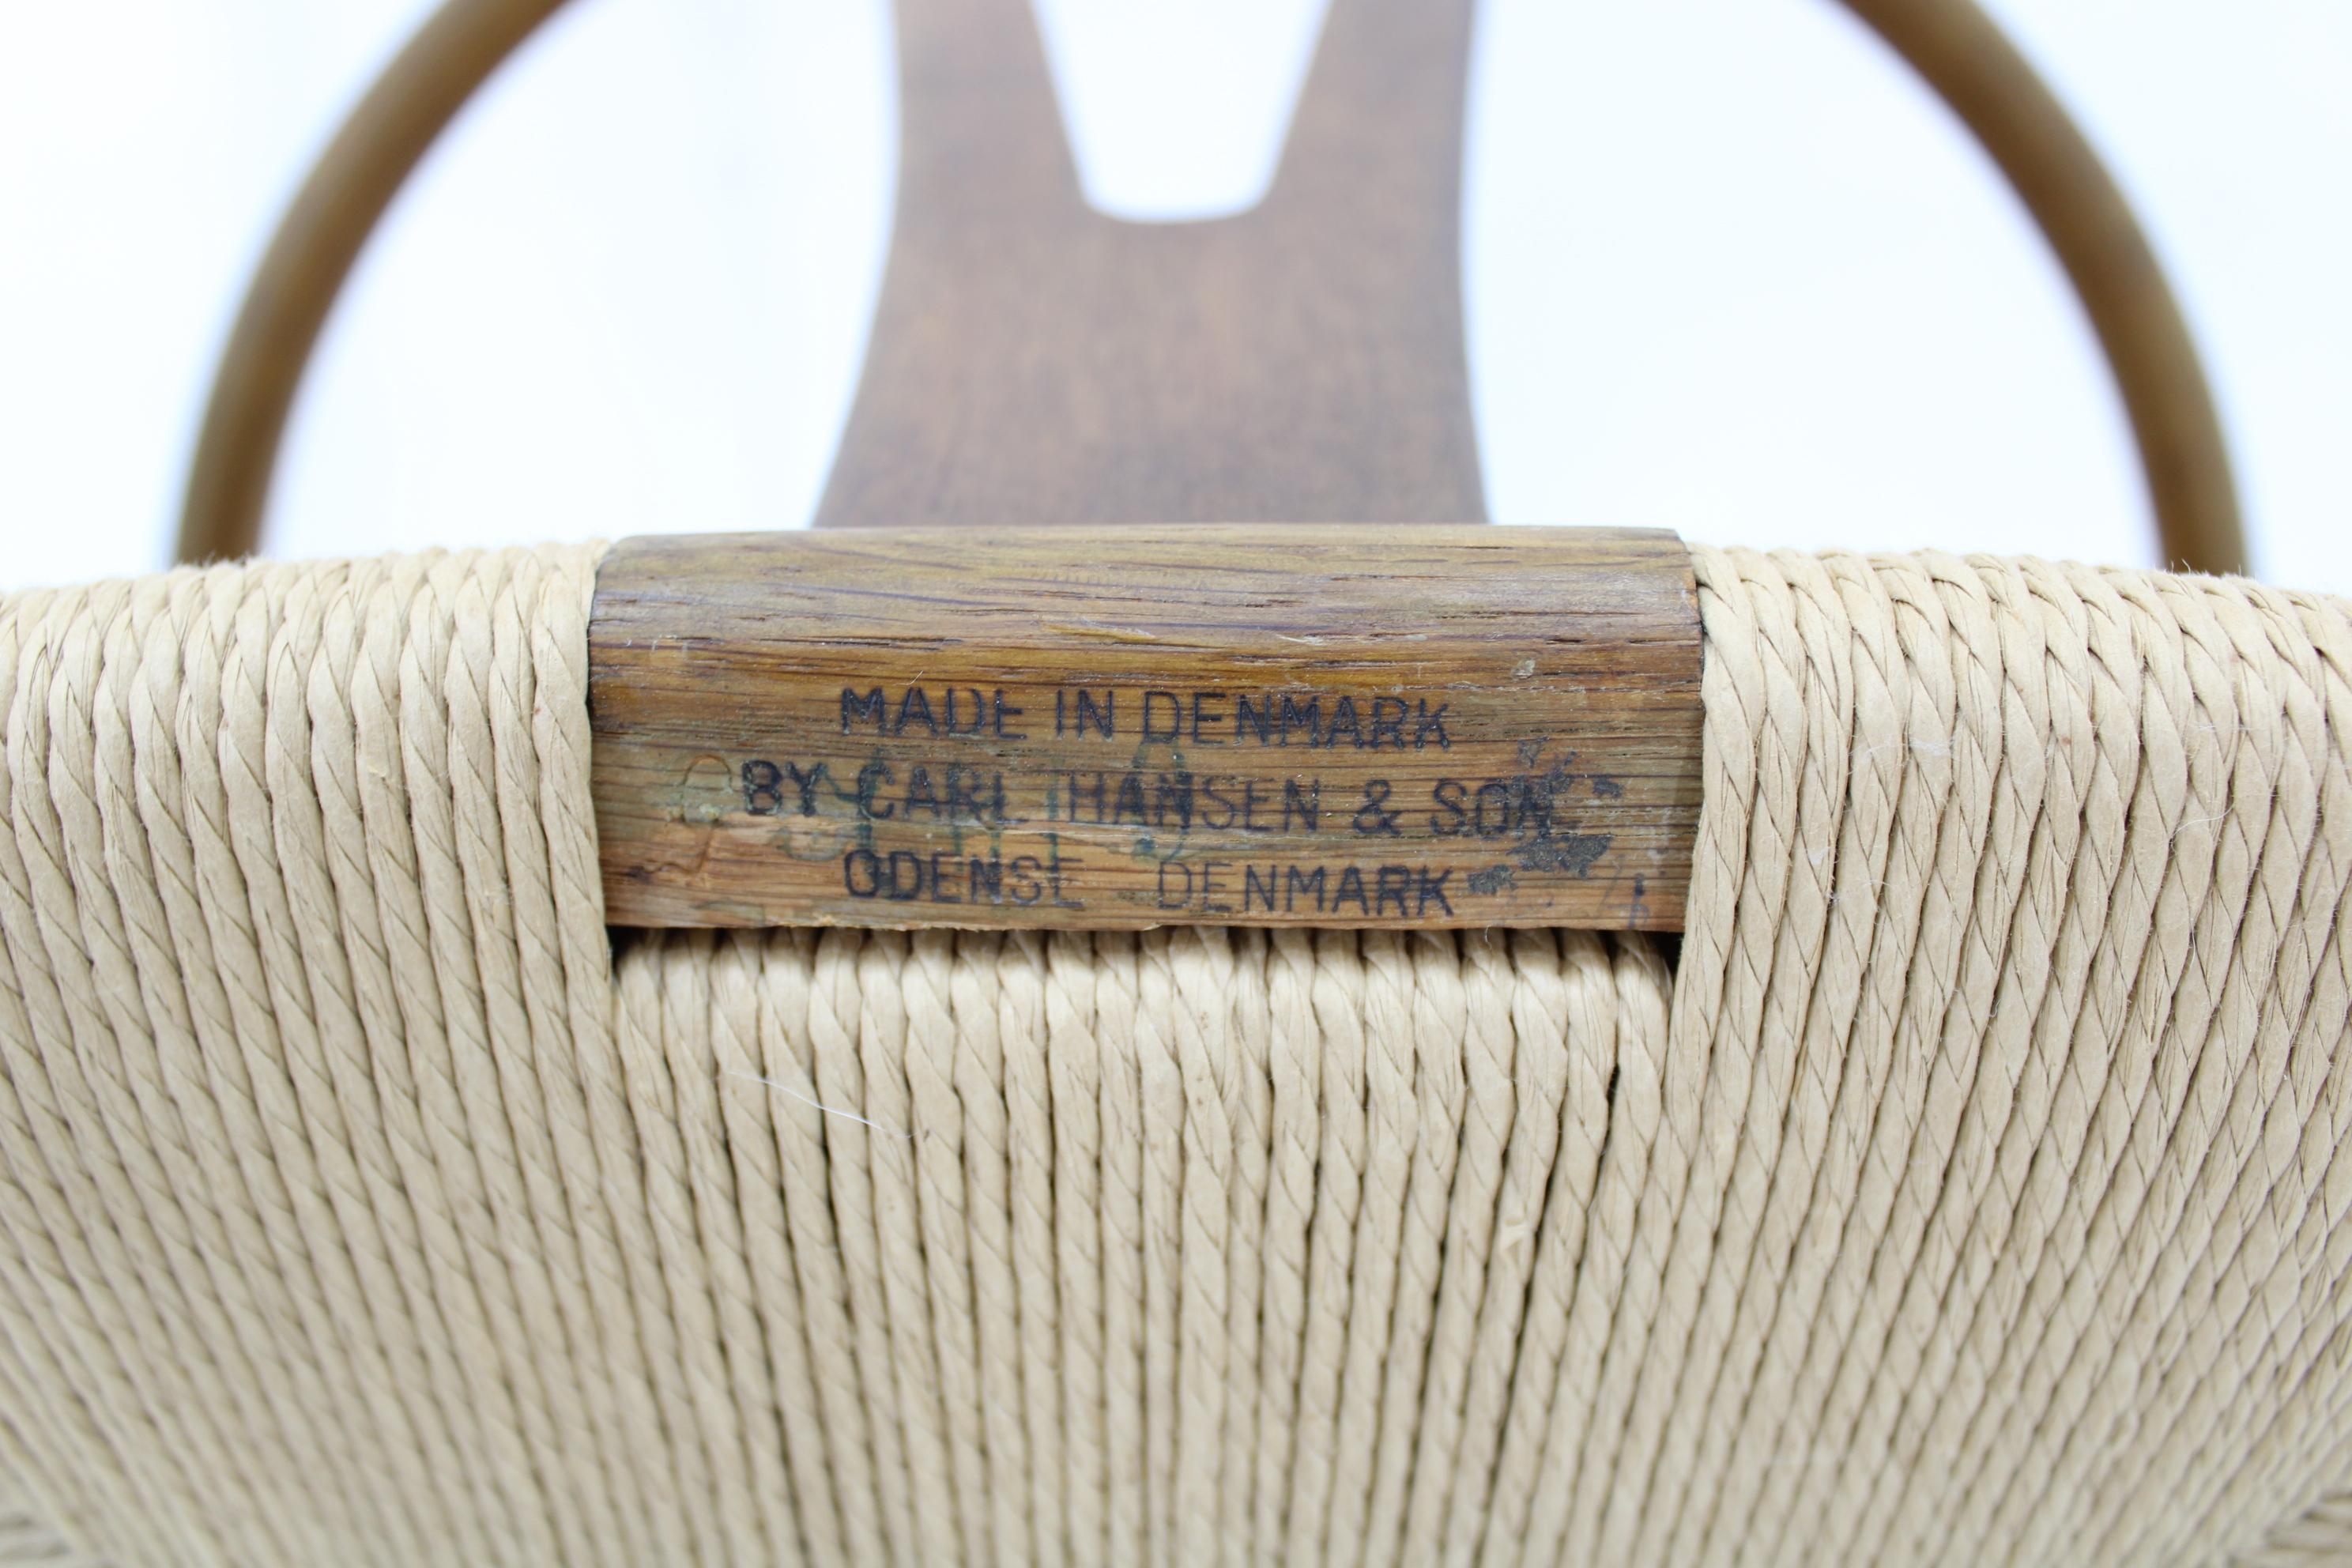 MADE IN DENMARK
BY CARL HANSEN & SON
ODENSE DENMARK